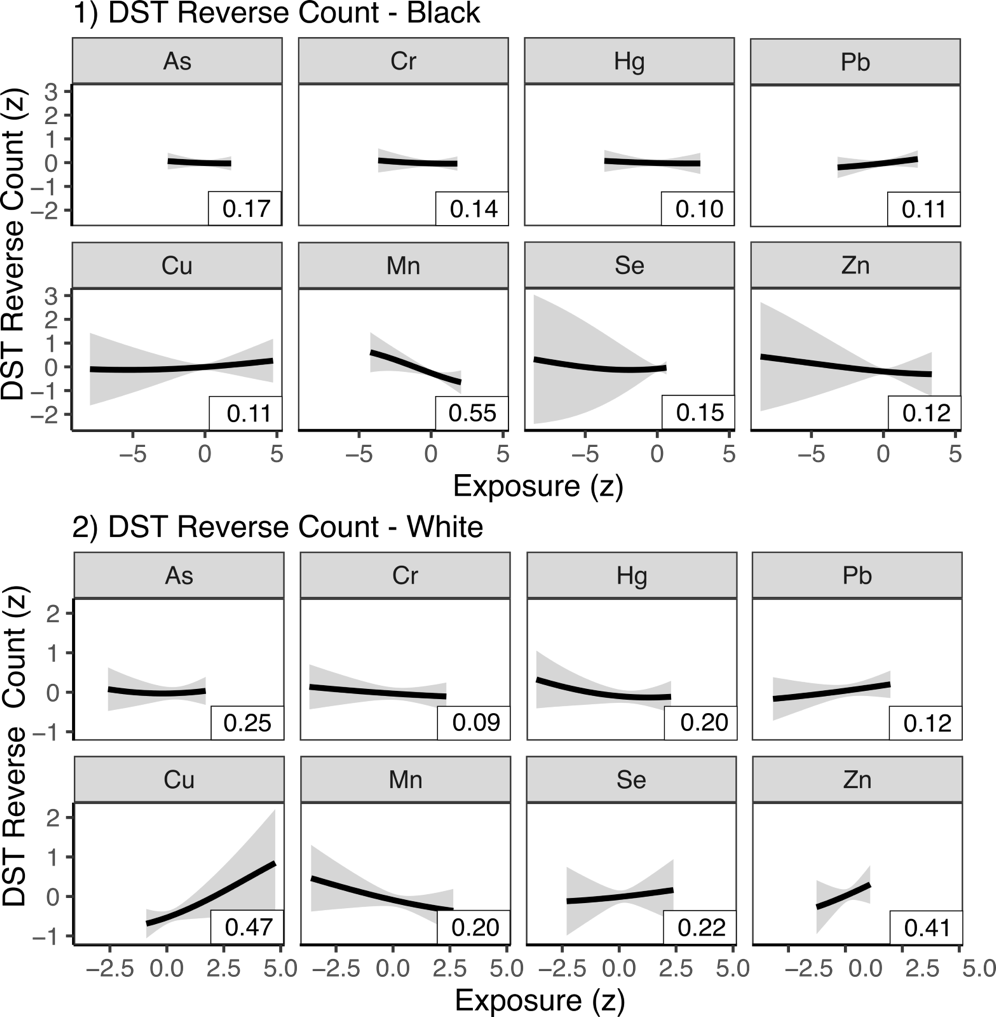 1) DST Reverse Count - Black
As Cr Hg Pb
3
2
1
0
−1
−2
0.17 0.14 0.10 0.11
Cu Mn Se Zn
3
2
1
0
−1
−2
0.11 0.55 0.15 0.12
−5 0 5 −5 0 5 −5 0 5 −5 0 5
DST Reverse Count (z)
Exposure (z)
2) DST Reverse Count - White
As Cr Hg Pb
2
1
0
−1
0.25 0.09 0.20 0.12
Cu Mn Se Zn
2
1
0
−1
0.47 0.20 0.22 0.41
−2.5 0.0 2.5 5.0 −2.5 0.0 2.5 5.0 −2.5 0.0 2.5 5.0 −2.5 0.0 2.5 5.0
DST Reverse Count (z)
Exposure (z)